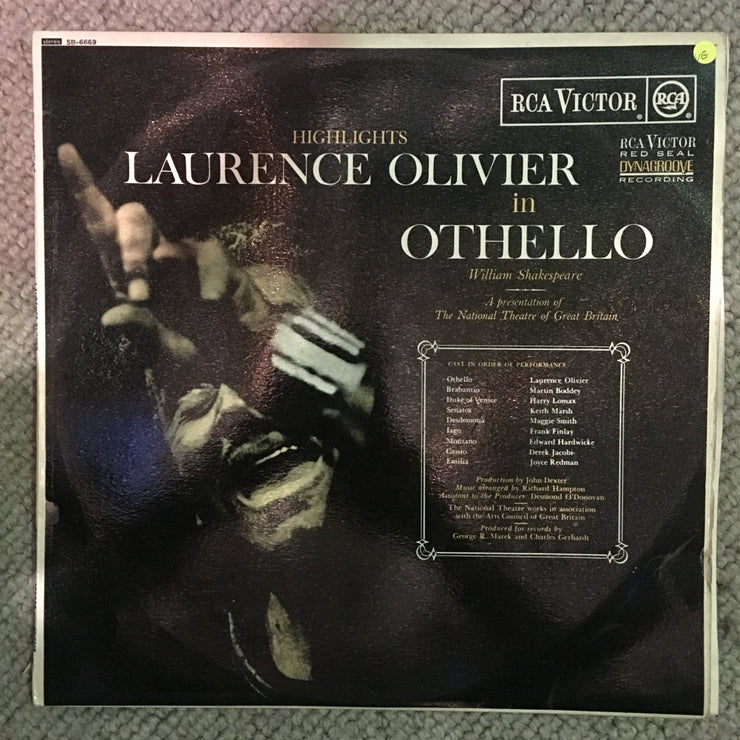 stereo SB-6669
16
RCA VICTOR RCA
HIGHLIGHTS
LAURENCE OLIVIER
in
OTHELLO
William Shakespeare
A presentation of
The National Theatre of Great Britain
RCA VICTOR
RED SEAL
DYNAGROOVE
RECORDING
CAST IN ORDER OF PERFORMANCE
Othello Laurence Olivier
Brabantio Martin Boddey
Duke of Venice Harry Lomax
Senator Keith Marsh
Desdemona Maggie Smith
Iago Frank Finlay
Montano Edward Hardwicke
Cassio Derek Jacobi
Emilia Joyce Redman
Production by John Dexter
Music arranged by Richard Hampton
Assistant to the Producer: Desmond O'Donovan
The National Theatre works in association
with the Arts Council of Great Britain
Produced for records by
George R. Marek and Charles Gerhardt